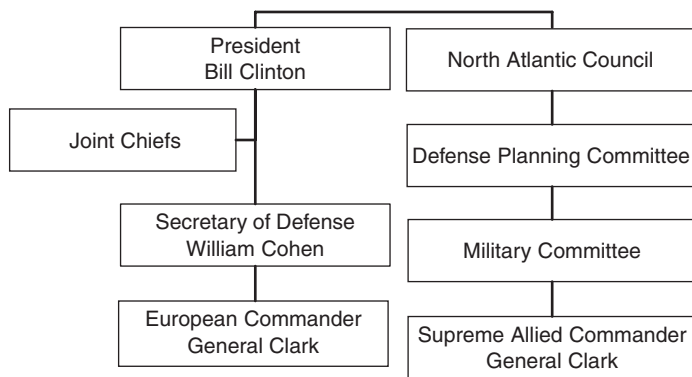 President
Bill Clinton
North Atlantic Council
Joint Chiefs
Defense Planning Committee
Secretary of Defense
William Cohen
Military Committee
European Commander
General Clark
Supreme Allied Commander
General Clark